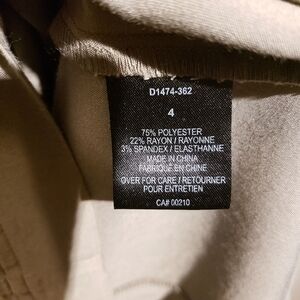 D1474-362
4
75% POLYESTER
22% RAYON / RAYONNE
3% SPANDEX / ELASTHANNE
MADE IN CHINA
FABRIQUÉ EN CHINE
OVER FOR CARE / RETOURNER
POUR ENTRETIEN
CA# 00210